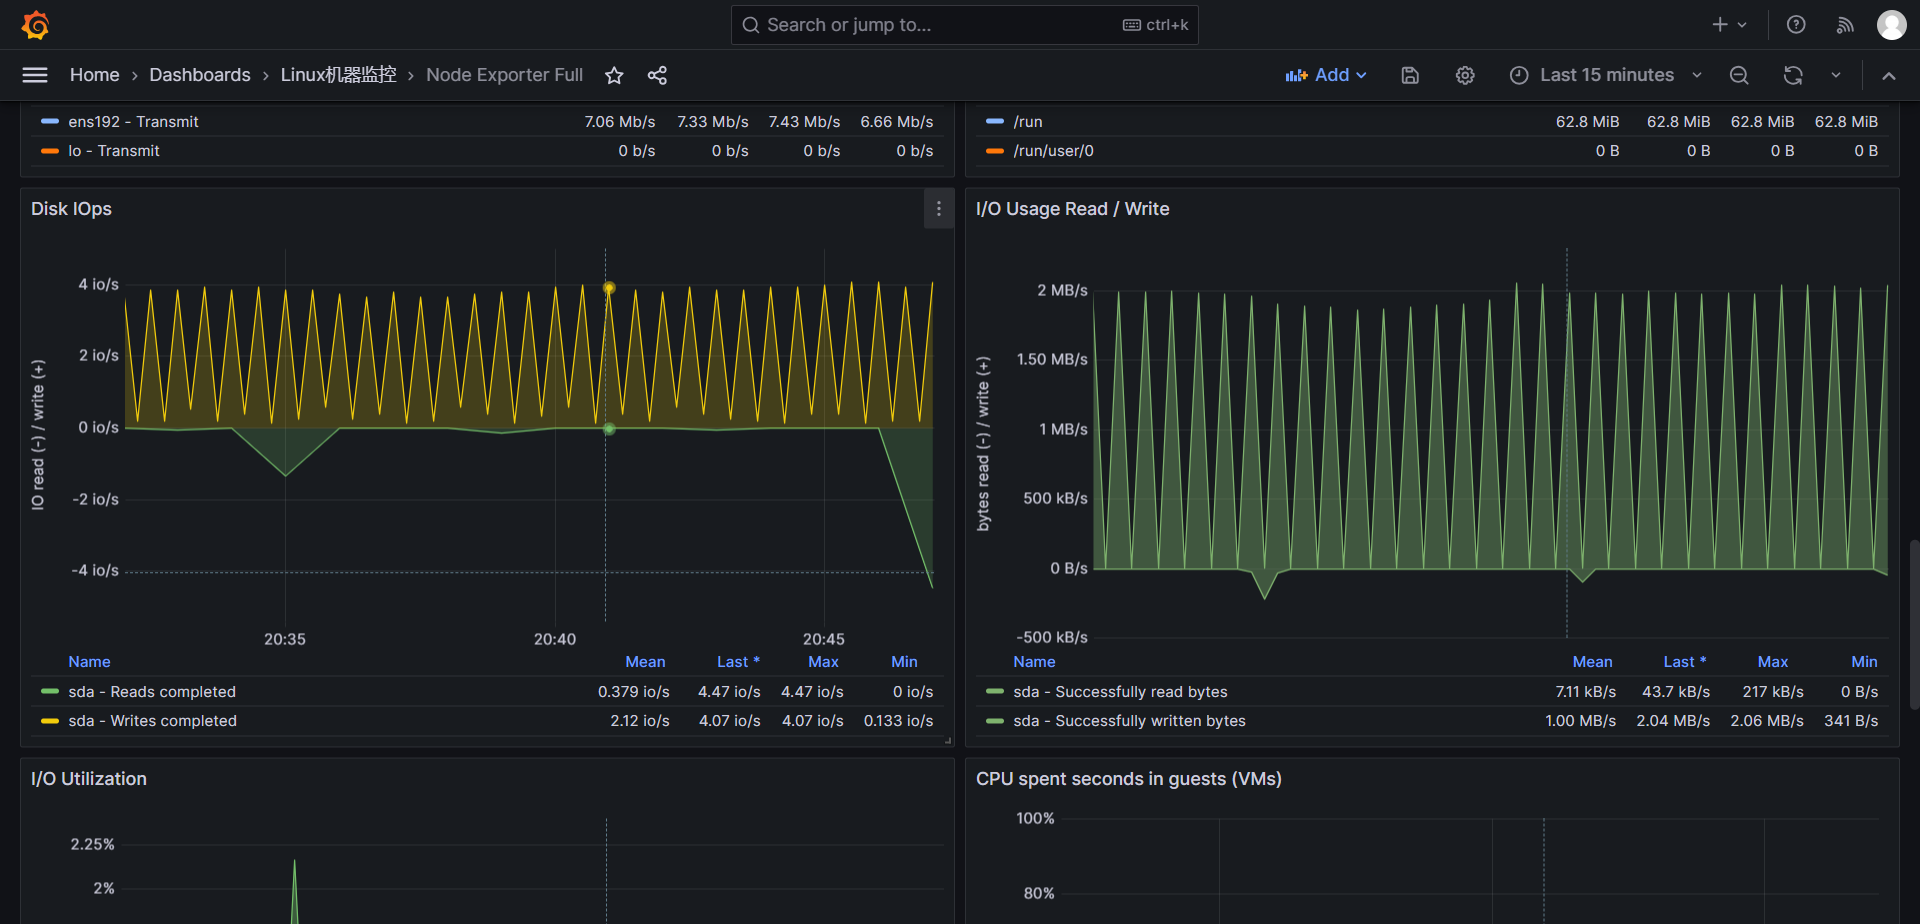 Search or jump to...
ctrl+k
Home › Dashboards › Linux机器监控 › Node Exporter Full
Add
Last 15 minutes
ens192 - Transmit 7.06 Mb/s 7.33 Mb/s 7.43 Mb/s 6.66 Mb/s
lo - Transmit 0 b/s 0 b/s 0 b/s 0 b/s
/run 62.8 MiB 62.8 MiB 62.8 MiB 62.8 MiB
/run/user/0 0 B 0 B 0 B 0 B
Disk IOps
IO read (-) / write (+)
4 io/s
2 io/s
0 io/s
-2 io/s
-4 io/s
20:35 20:40 20:45
Name Mean Last * Max Min
sda - Reads completed 0.379 io/s 4.47 io/s 4.47 io/s 0 io/s
sda - Writes completed 2.12 io/s 4.07 io/s 4.07 io/s 0.133 io/s
I/O Usage Read / Write
bytes read (-) / write (+)
2 MB/s
1.50 MB/s
1 MB/s
500 kB/s
0 B/s
-500 kB/s
Name Mean Last * Max Min
sda - Successfully read bytes 7.11 kB/s 43.7 kB/s 217 kB/s 0 B/s
sda - Successfully written bytes 1.00 MB/s 2.04 MB/s 2.06 MB/s 341 B/s
I/O Utilization
2.25%
2%
CPU spent seconds in guests (VMs)
100%
80%